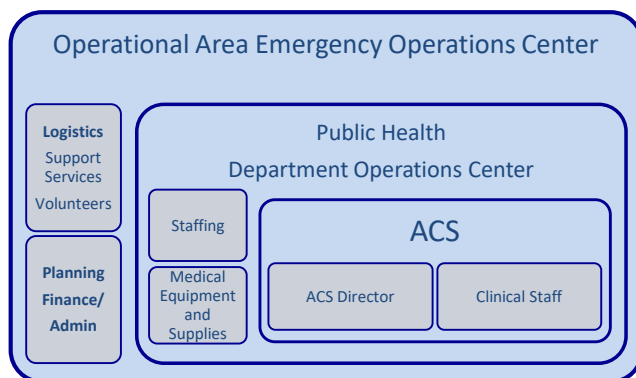 Operational Area Emergency Operations Center
Logistics
Support
Services
Volunteers
Planning
Finance/
Admin
Public Health
Department Operations Center
Staffing
Medical
Equipment
and
Supplies
ACS
ACS Director
Clinical Staff